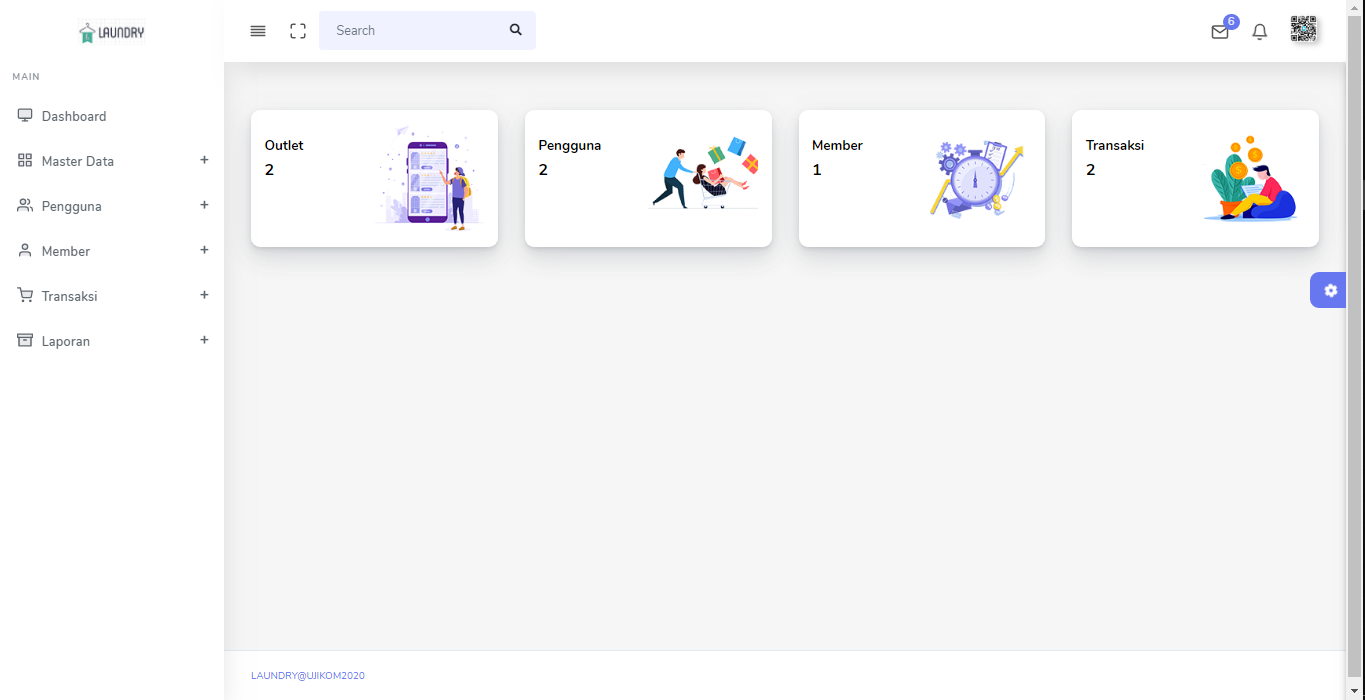 LAUNDRY
Search
6
MAIN
Dashboard
Master Data +
Pengguna +
Member +
Transaksi +
Laporan +
Outlet
2
Pengguna
2
Member
1
Transaksi
2
LAUNDRY@UJIKOM2020